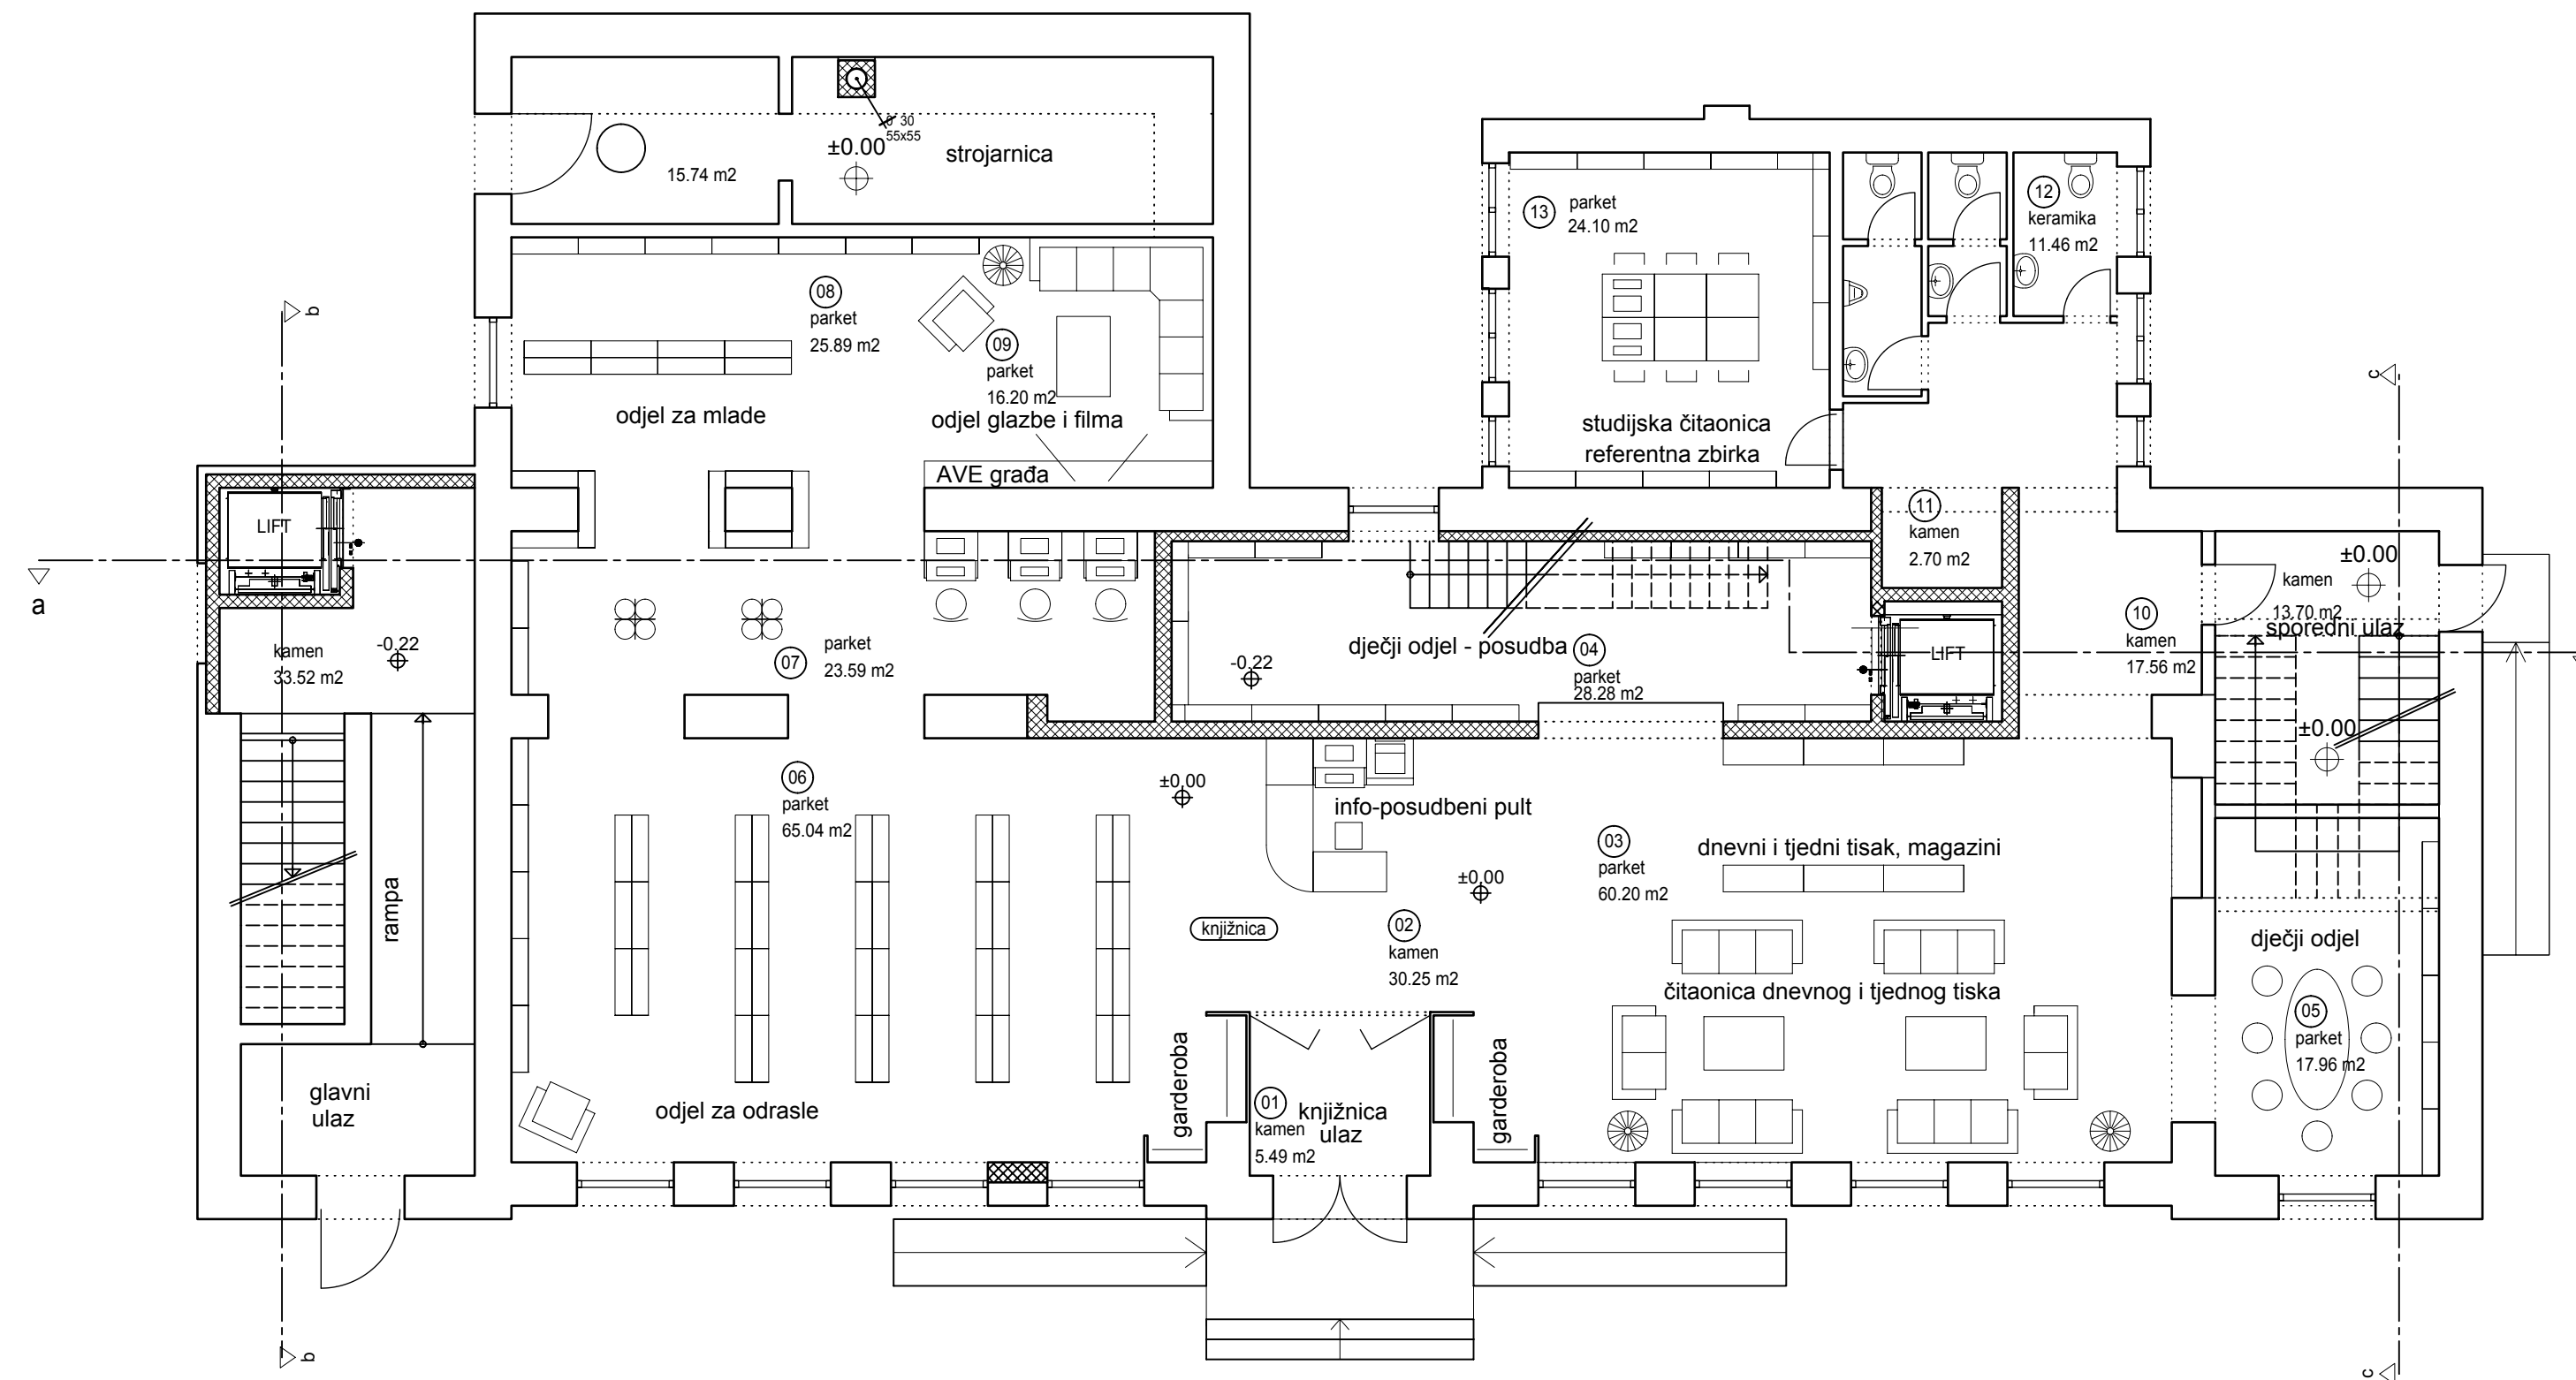 ø 30
55x55
±0.00
strojarnica
15.74 m2
12
keramika
11.46 m2
13
parket
24.10 m2
08
parket
25.89 m2
09
parket
16.20 m2
odjel za mlade
odjel glazbe i filma
AVE građa
studijska čitaonica
referentna zbirka
b
c
11
kamen
2.70 m2
LIFT
a
±0.00
kamen
13.70 m2
sporedni ulaz
10
kamen
17.56 m2
kamen
33.52 m2
-0.22
07
parket
23.59 m2
dječji odjel - posudba
04
parket
28.28 m2
-0.22
LIFT
±0.00
06
parket
65.04 m2
±0.00
info-posudbeni pult
03
parket
60.20 m2
dnevni i tjedni tisak, magazini
±0.00
rampa
knjižnica
02
kamen
30.25 m2
dječji odjel
čitaonica dnevnog i tjednog tiska
05
parket
17.96 m2
glavni
ulaz
odjel za odrasle
garderoba
01
kamen
5.49 m2
knjižnica
ulaz
garderoba
b
c